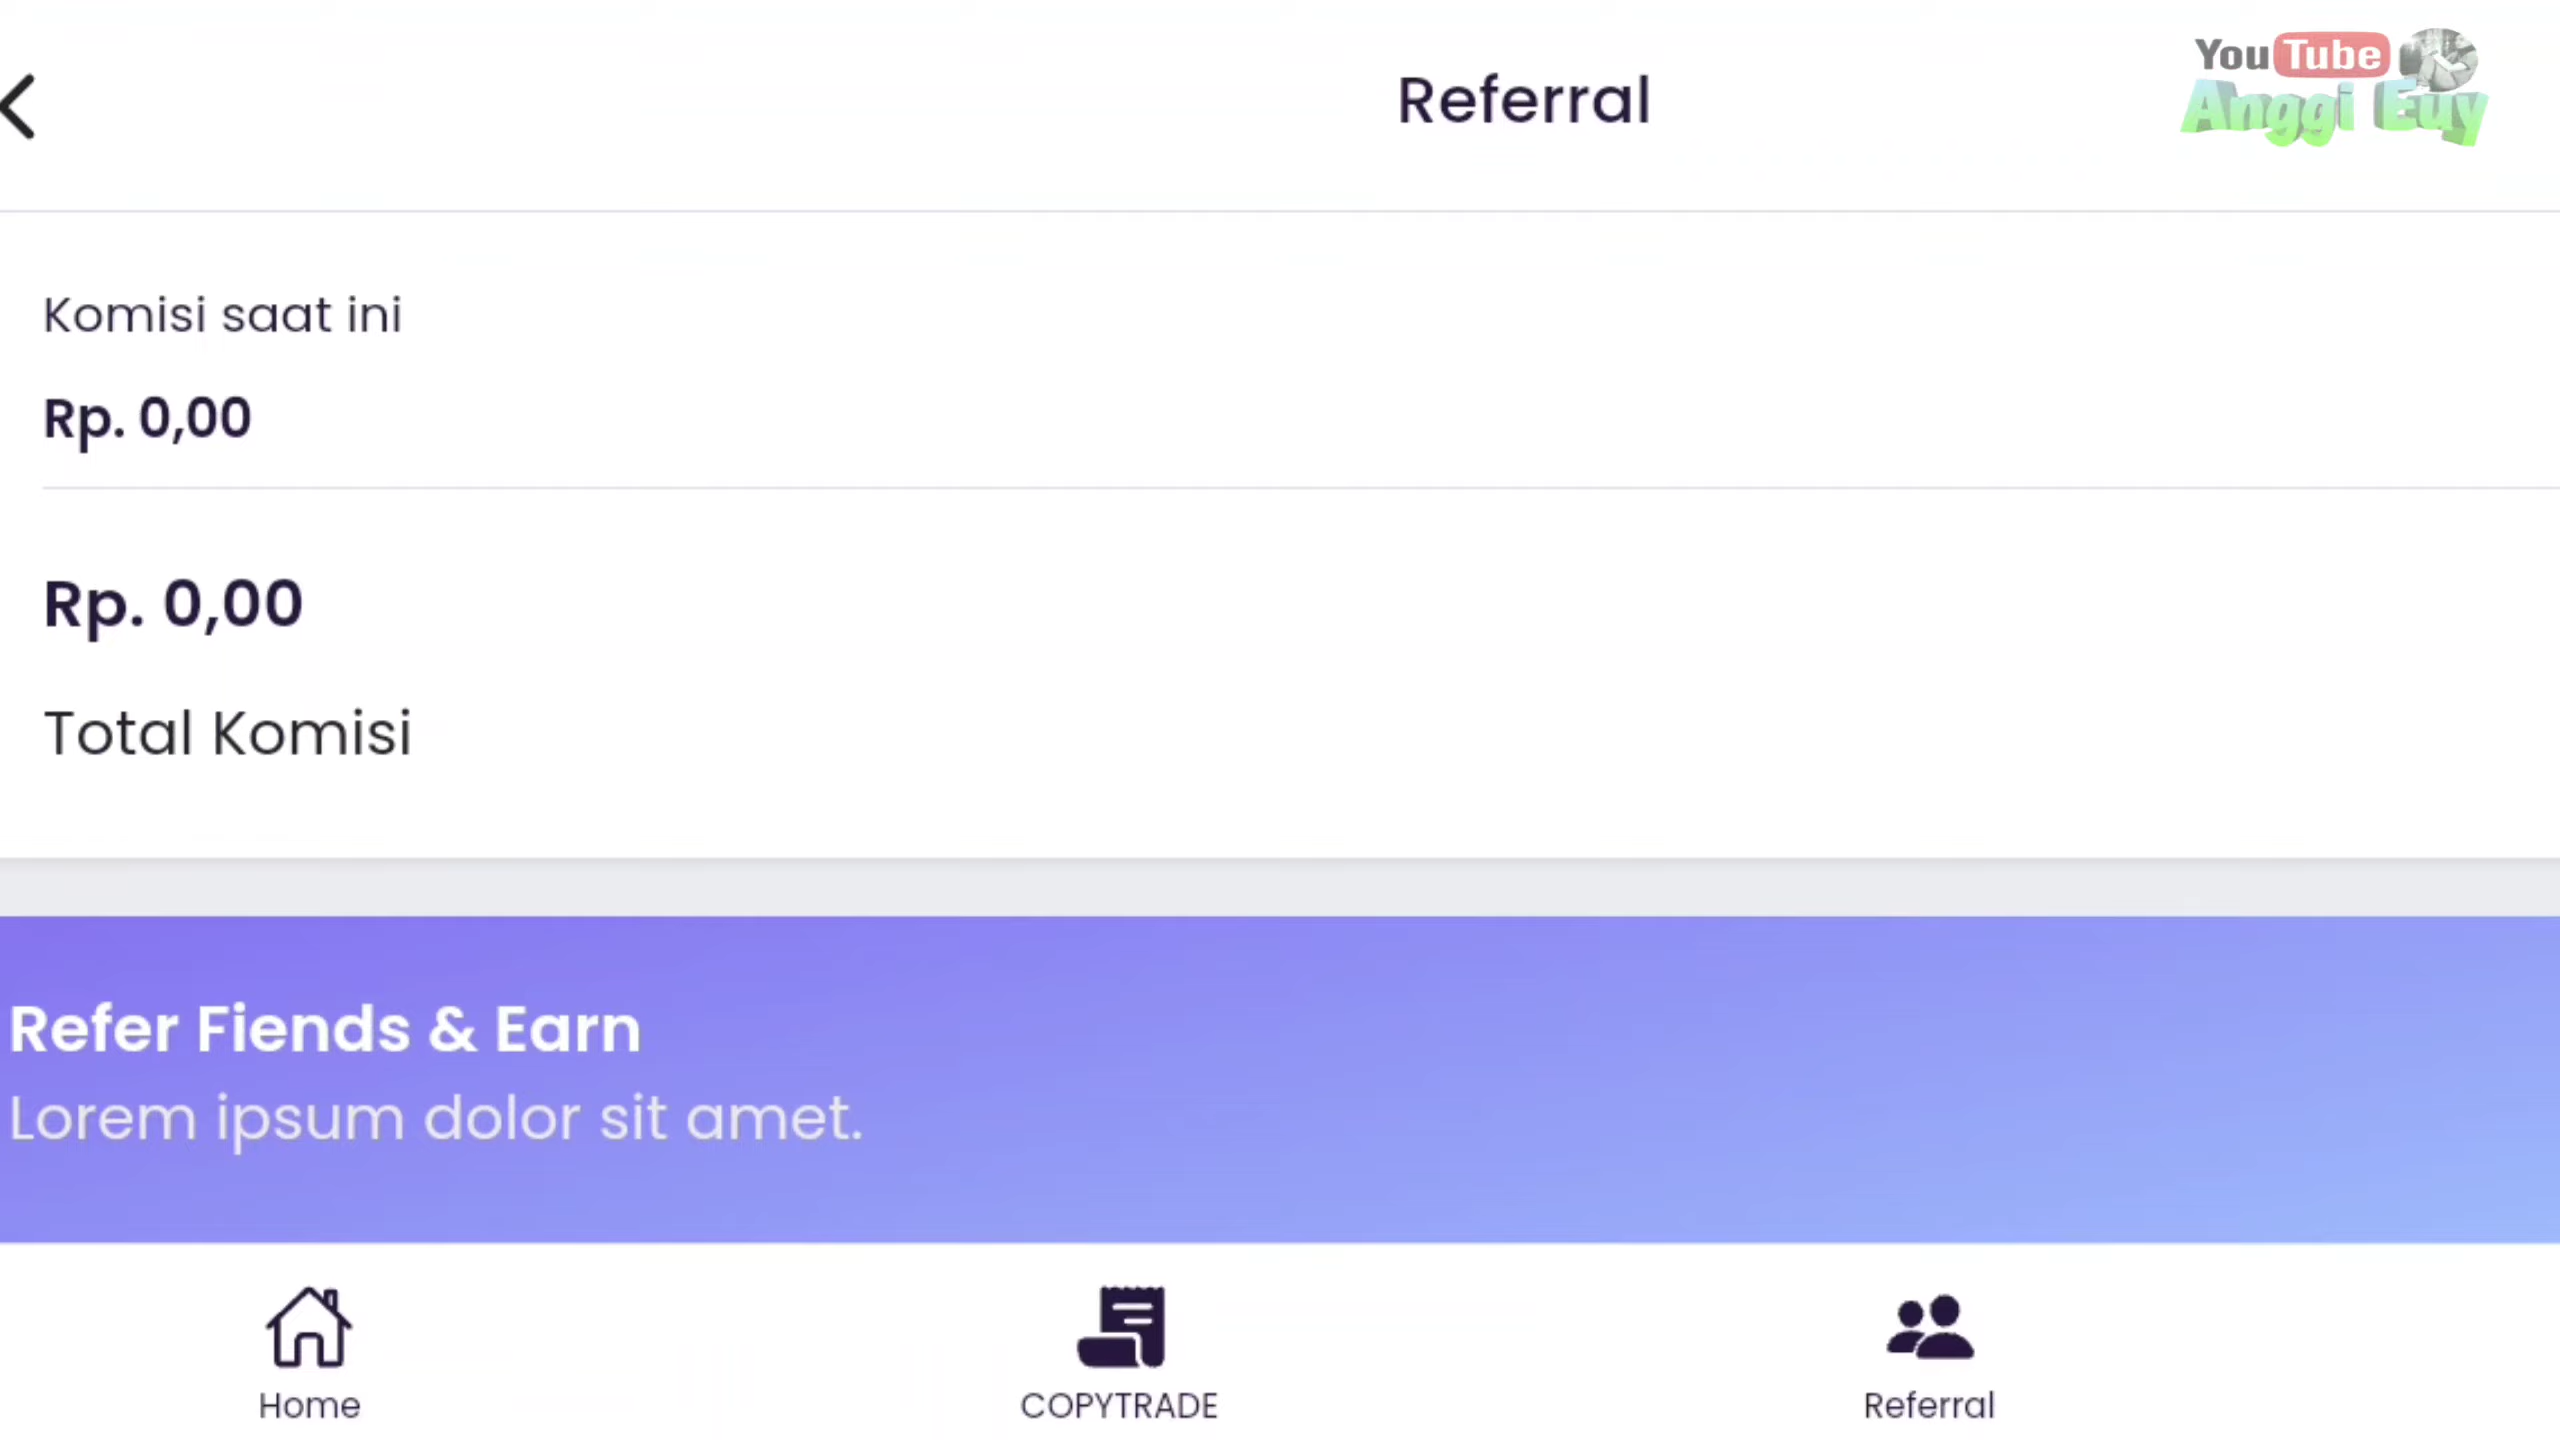 Referral
YouTube
Anggi Euy
Komisi saat ini
Rp. 0,00
Rp. 0,00
Total Komisi
Refer Fiends & Earn
Lorem ipsum dolor sit amet.
Home
COPYTRADE
Referral